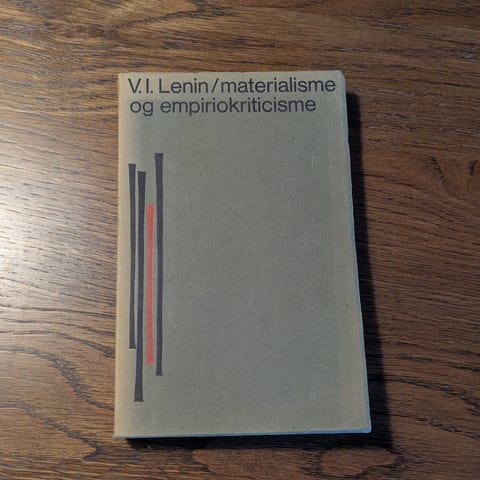 V. I. Lenin/materialisme
og empiriokriticisme